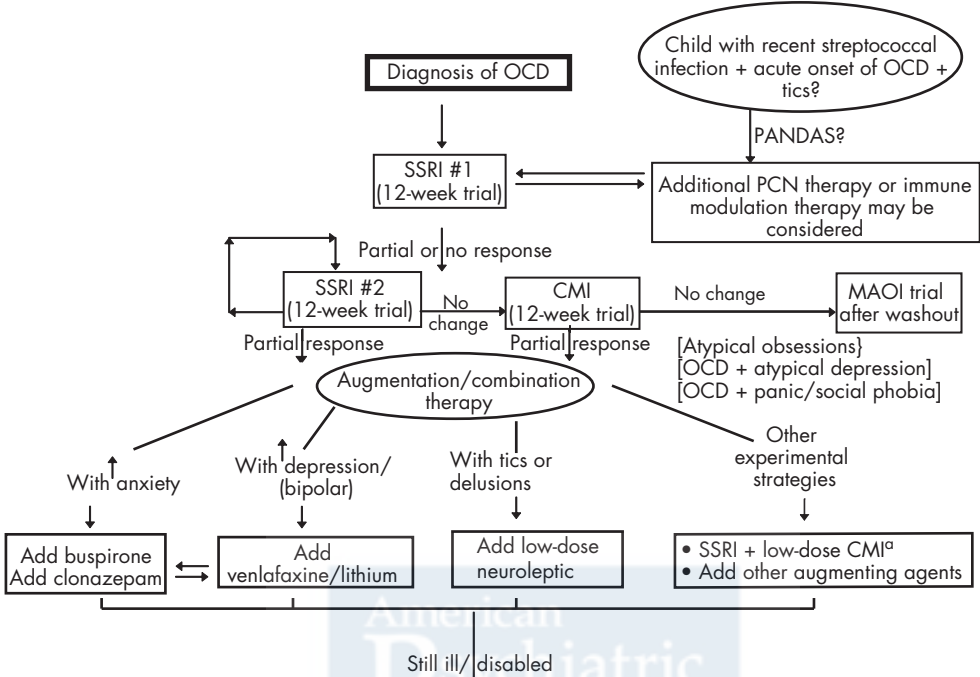 Child with recent streptococcal
infection + acute onset of OCD +
tics?
Diagnosis of OCD
PANDAS?
SSRI #1
(12-week trial)
Additional PCN therapy or immune
modulation therapy may be
considered
Partial or no response
SSRI #2
(12-week trial)
No
change
CMI
(12-week trial)
No change
MAOI trial
after washout
Partial response
Partial response
[Atypical obsessions}
[OCD + atypical depression]
[OCD + panic/social phobia]
Augmentation/combination
therapy
With anxiety
With depression/
(bipolar)
With tics or
delusions
Other
experimental
strategies
Add buspirone
Add clonazepam
Add
venlafaxine/lithium
Add low-dose
neuroleptic
• SSRI + low-dose CMIa
• Add other augmenting agents
American
Psychiatric
Still ill/ disabled